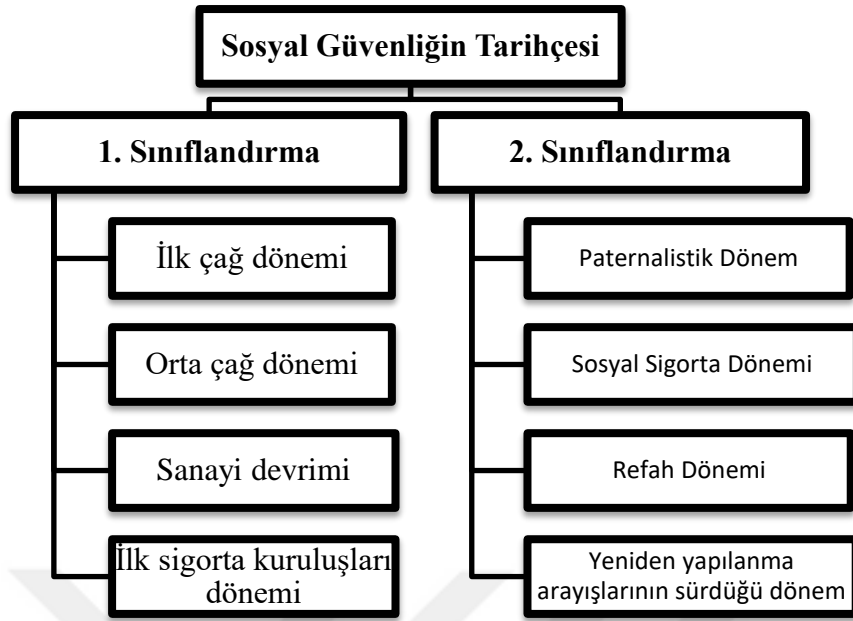 Sosyal Güvenliğin Tarihçesi
1. Sınıflandırma
İlk çağ dönemi
Orta çağ dönemi
Sanayi devrimi
İlk sigorta kuruluşları
dönemi
2. Sınıflandırma
Paternalistik Dönem
Sosyal Sigorta Dönemi
Refah Dönemi
Yeniden yapılanma
arayışlarının sürdüğü dönem